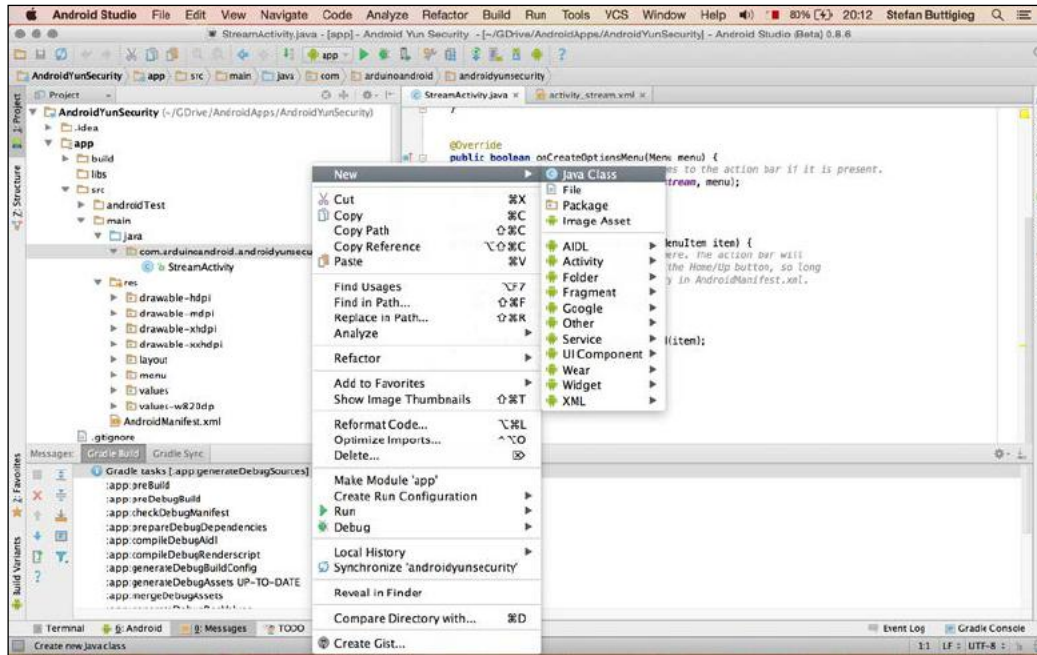 Android Studio File Edit View Navigate Code Analyze Refactor Build Run Tools VCS Window Help 80% 20:12 Stefan Buttigieg
StreamActivity.java - [app] - Android Yun Security - [~/GDrive/AndroidApps/AndroidYunSecurity] - Android Studio (Beta) 0.8.6
app
AndroidYunSecurity app src main java com arduinoandroid androidyunsecurity
Project
StreamActivity.java
activity_stream.xml
1: Project
Z: Structure
2: Favorites
Build Variants
AndroidYunSecurity (~/GDrive/AndroidApps/AndroidYunSecurity)
.idea
app
build
libs
src
androidTest
main
java
com.arduinoandroid.androidyunsecu
StreamActivity
res
drawable-hdpi
drawable-mdpi
drawable-xhdpi
drawable-xxhdpi
layout
menu
values
values-w820dp
AndroidManifest.xml
.gitignore
}
@Override
public boolean onCreateOptionsMenu(Menu menu) {
es to the action bar if it is present.
tream, menu);
MenuItem item) {
ere. The action bar will
the Home/Up button, so long
y in AndroidManifest.xml.
(item);
New
Cut ⌘X
Copy ⌘C
Copy Path ⇧⌘C
Copy Reference ⌥⇧⌘C
Paste ⌘V
Find Usages ⌥F7
Find in Path... ⇧⌘F
Replace in Path... ⇧⌘R
Analyze
Refactor
Add to Favorites
Show Image Thumbnails ⇧⌘T
Reformat Code... ⌥⌘L
Optimize Imports... ^⌥O
Delete... ⌦
Make Module 'app'
Create Run Configuration
Run
Debug
Local History
Synchronize 'androidyunsecurity'
Reveal in Finder
Compare Directory with... ⌘D
Create Gist...
Java Class
File
Package
Image Asset
AIDL
Activity
Folder
Fragment
Google
Other
Service
UI Component
Wear
Widget
XML
Messages: Gradle Build Gradle Sync
Gradle tasks [:app:generateDebugSources]
:app:preBuild
:app:preDebugBuild
:app:checkDebugManifest
:app:prepareDebugDependencies
:app:compileDebugAidl
:app:compileDebugRenderscript
:app:generateDebugBuildConfig
:app:generateDebugAssets UP-TO-DATE
:app:mergeDebugAssets
Terminal 6: Android 0: Messages TODO Event Log Gradle Console
Create new Java class 1:1 LF UTF-8